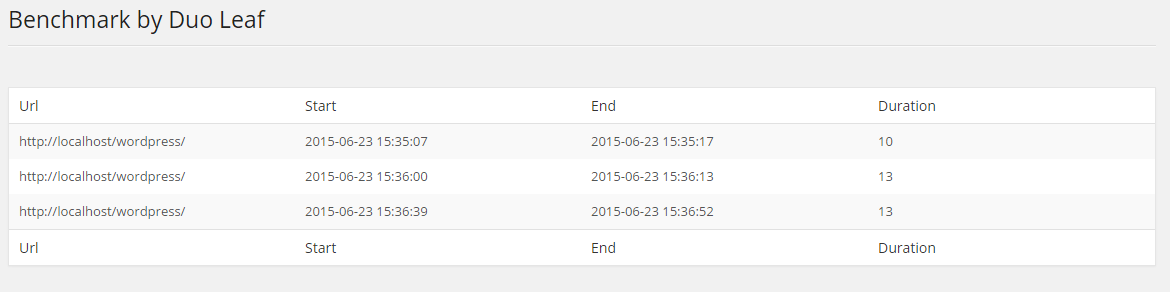 Benchmark by Duo Leaf
Url Start End Duration
http://localhost/wordpress/ 2015-06-23 15:35:07 2015-06-23 15:35:17 10
http://localhost/wordpress/ 2015-06-23 15:36:00 2015-06-23 15:36:13 13
http://localhost/wordpress/ 2015-06-23 15:36:39 2015-06-23 15:36:52 13
Url Start End Duration